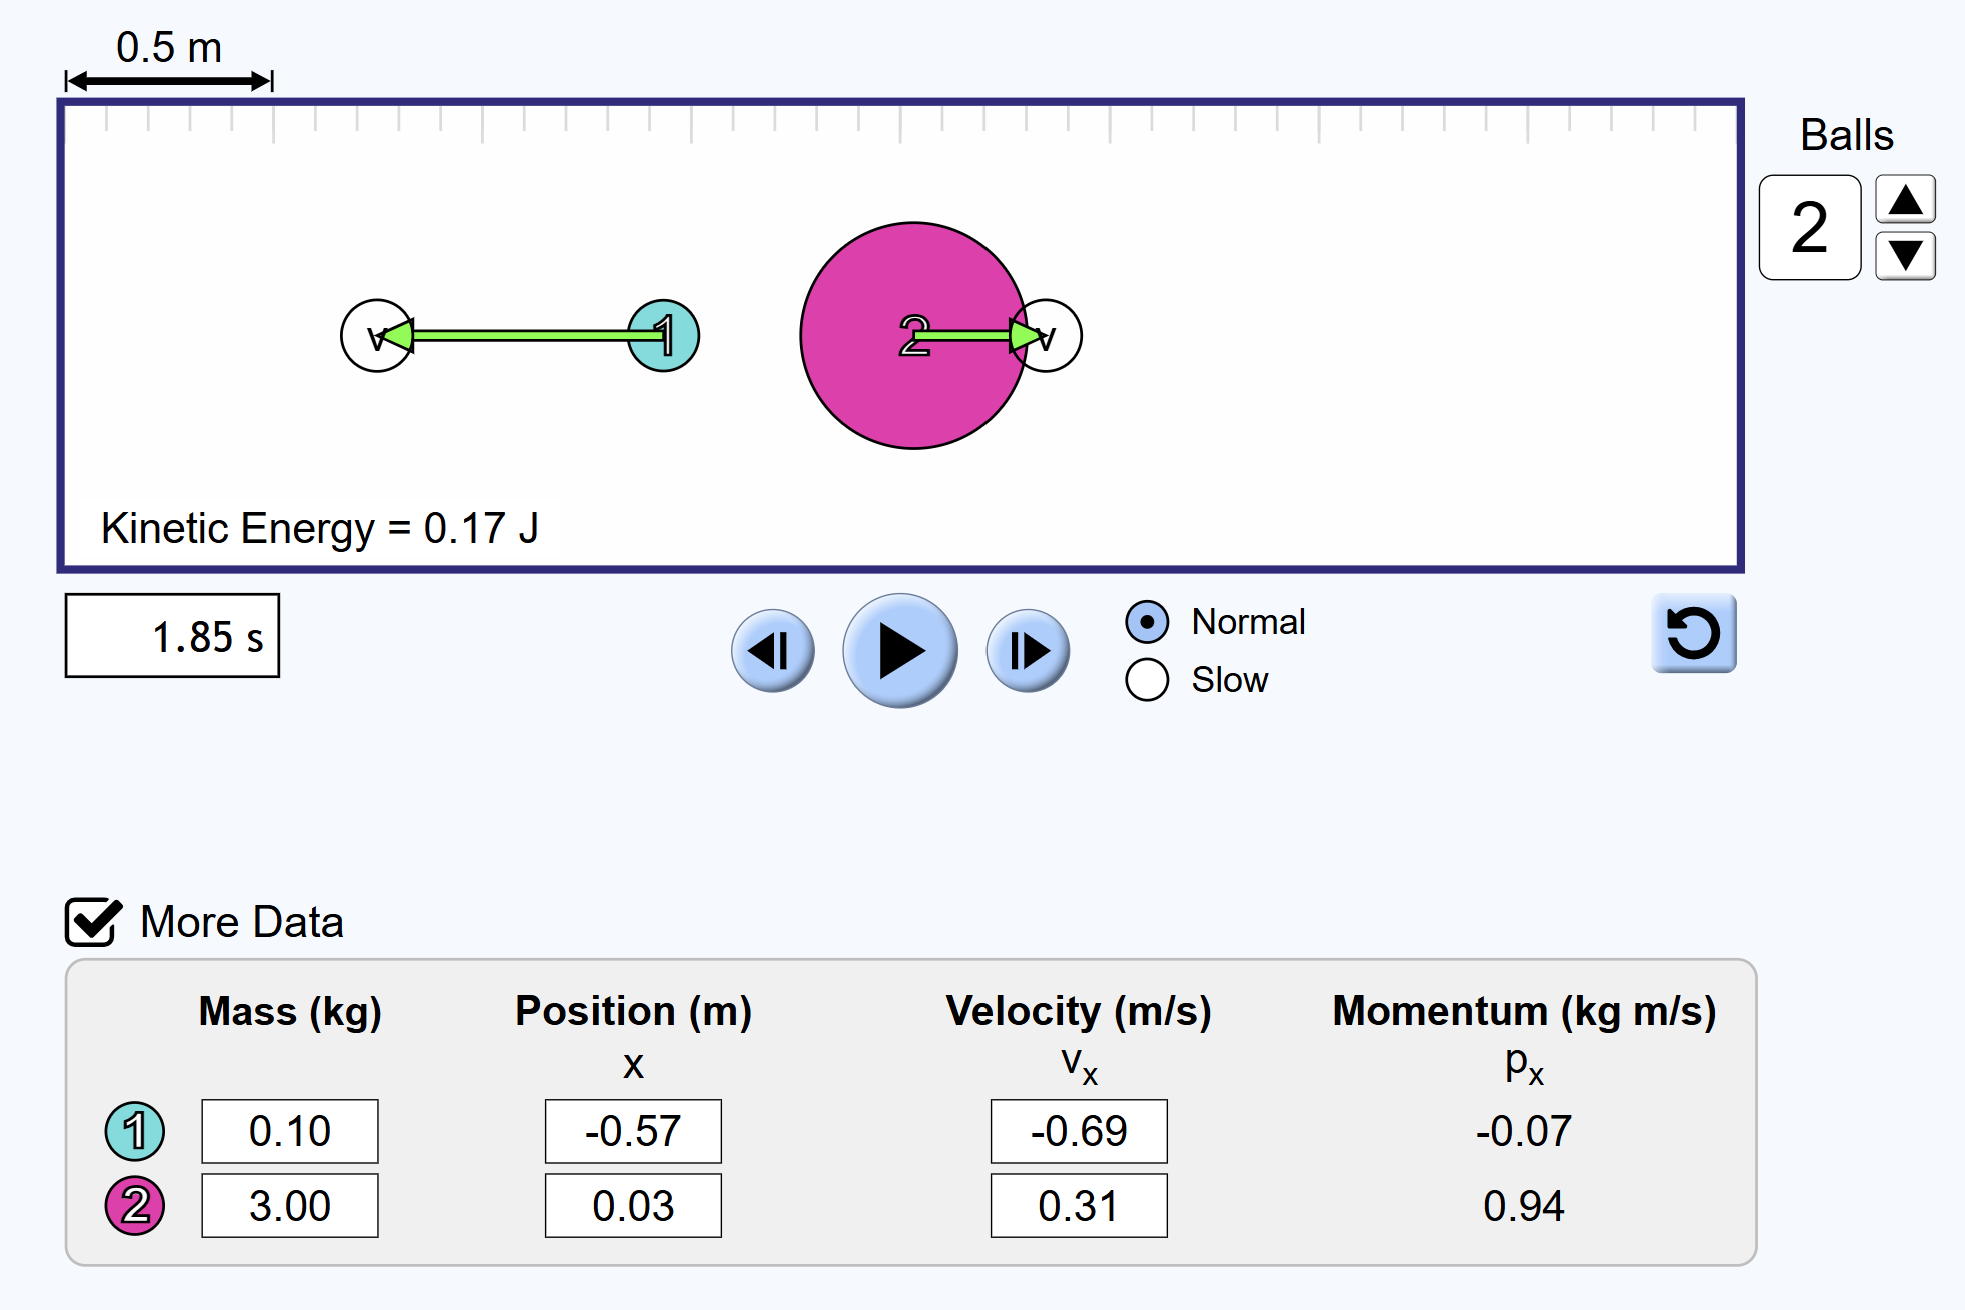 0.5 m
Balls
2
v 1 2 v
Kinetic Energy = 0.17 J
1.85 s
Normal
Slow
More Data
Mass (kg) Position (m) Velocity (m/s) Momentum (kg m/s)
x vx px
1 0.10 -0.57 -0.69 -0.07
2 3.00 0.03 0.31 0.94